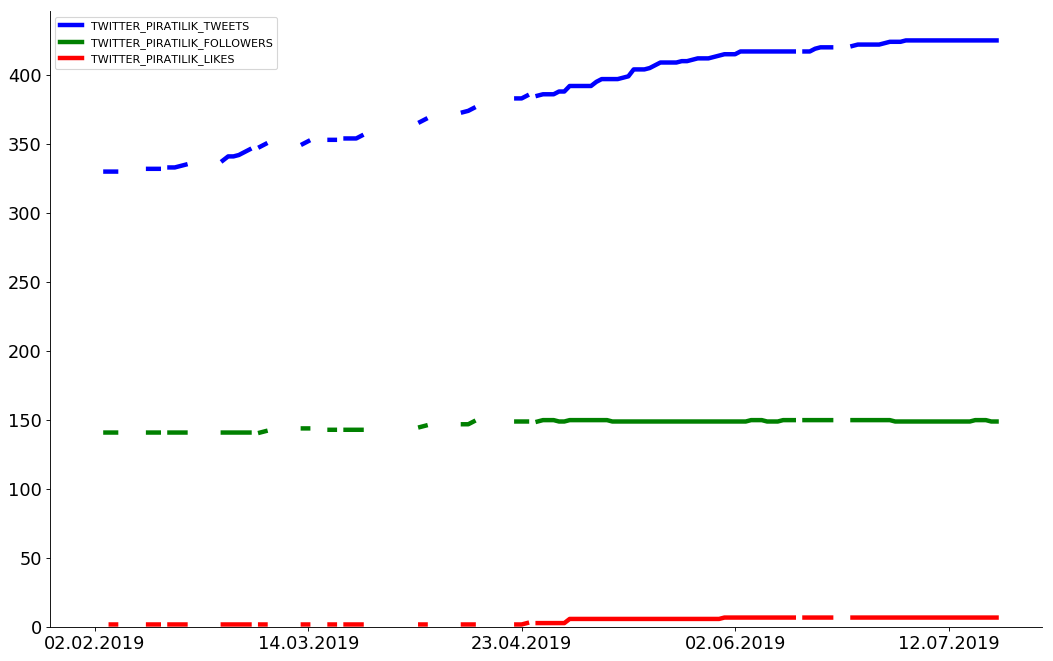 TWITTER_PIRATILIK_TWEETS
TWITTER_PIRATILIK_FOLLOWERS
TWITTER_PIRATILIK_LIKES
400
350
300
250
200
150
100
50
0
02.02.2019 14.03.2019 23.04.2019 02.06.2019 12.07.2019